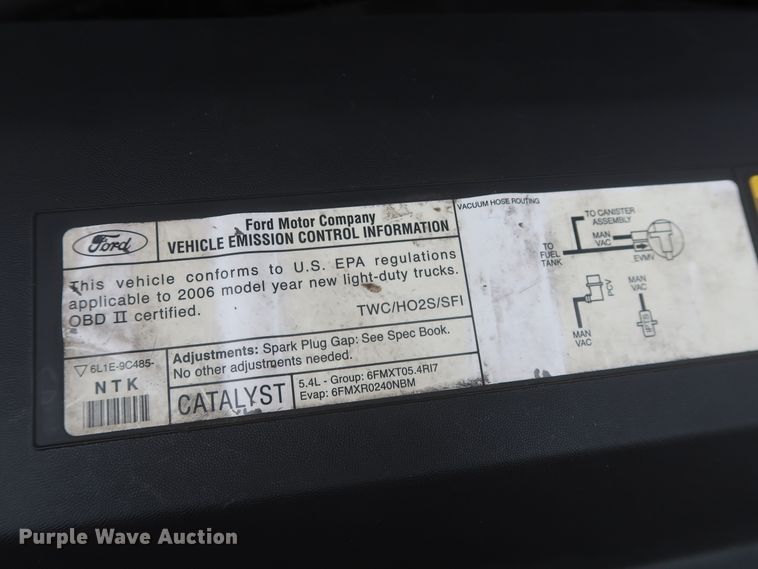 Ford
Ford Motor Company
VEHICLE EMISSION CONTROL INFORMATION
This vehicle conforms to U.S. EPA regulations
applicable to 2006 model year new light-duty trucks.
OBD II certified.
TWC/HO2S/SFI
6L1E-9C485-
NTK
Adjustments: Spark Plug Gap: See Spec Book.
No other adjustments needed.
CATALYST
5.4L - Group: 6FMXT05.4RI7
Evap: 6FMXR0240NBM
VACUUM HOSE ROUTING
TO CANISTER
ASSEMBLY
MAN
VAC
TO
FUEL
TANK
EVMV
PCV
MAN
VAC
MAN
VAC
Purple Wave Auction